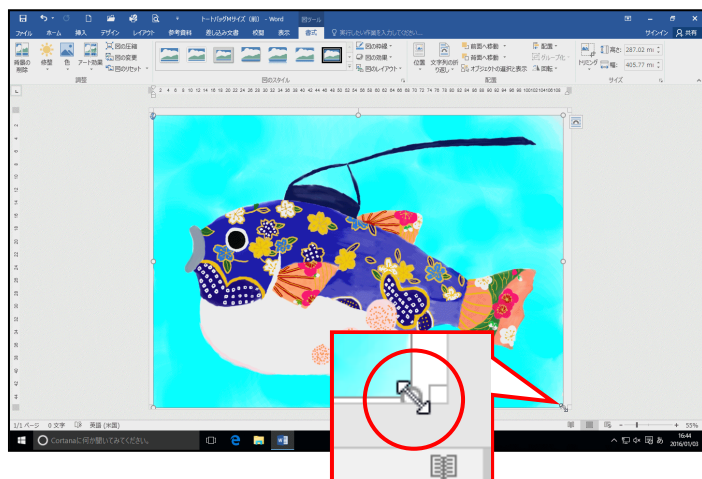 トートバッグMサイズ （前） - Word
図ツール
ファイル ホーム 挿入 デザイン レイアウト 参考資料 差し込み文書 校閲 表示 書式 実行したい作業を入力してください... サインイン 共有
背景の
削除
修整
色
アート効果
図の圧縮
図の変更
図のリセット
調整
図のスタイル
図の枠線
図の効果
図のレイアウト
位置
文字列の折
り返し
前面へ移動
背面へ移動
オブジェクトの選択と表示
配置
グループ化
回転
配置
トリミング
高さ: 287.02 mm
幅: 405.77 mm
サイズ
1/1 ページ 0 文字 英語 (米国) 55%
Cortanaに何か聞いてみてください。
あ
16:44
2016/01/03